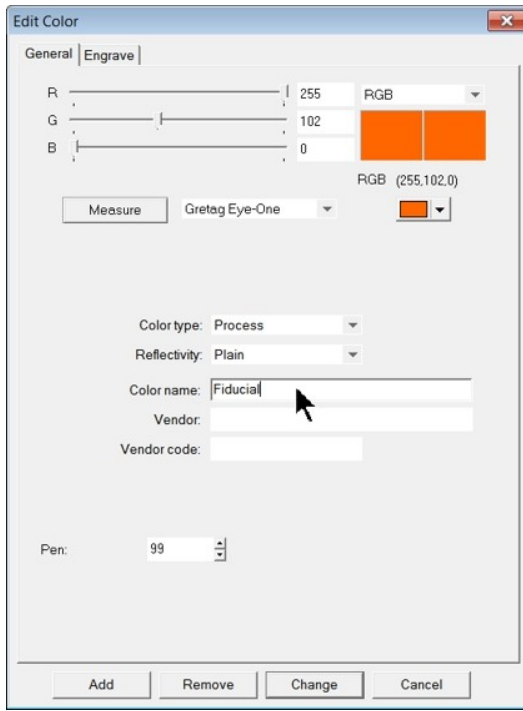 Edit Color
General Engrave
R 255 RGB
G 102
B 0
RGB (255,102,0)
Measure Gretag Eye-One
Color type: Process
Reflectivity: Plain
Color name: Fiducial
Vendor:
Vendor code:
Pen: 99
Add Remove Change Cancel